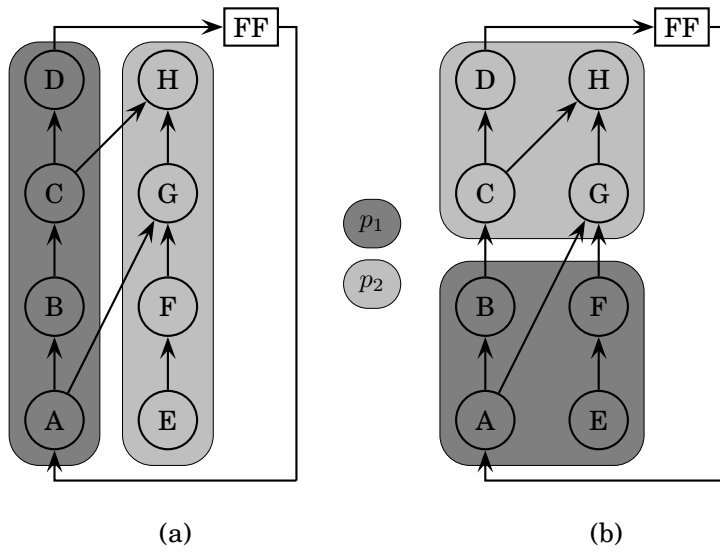 FF FF
D H D H
C G p₁ C G
p₂
B F B F
A E A E
(a) (b)